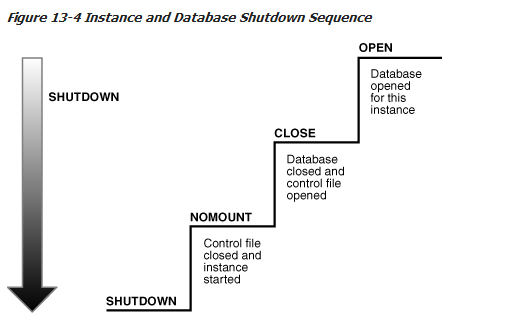 Figure 13-4 Instance and Database Shutdown Sequence
OPEN
Database
opened
for this
instance
SHUTDOWN
CLOSE
Database
closed and
control file
opened
NOMOUNT
Control file
closed and
instance
started
SHUTDOWN